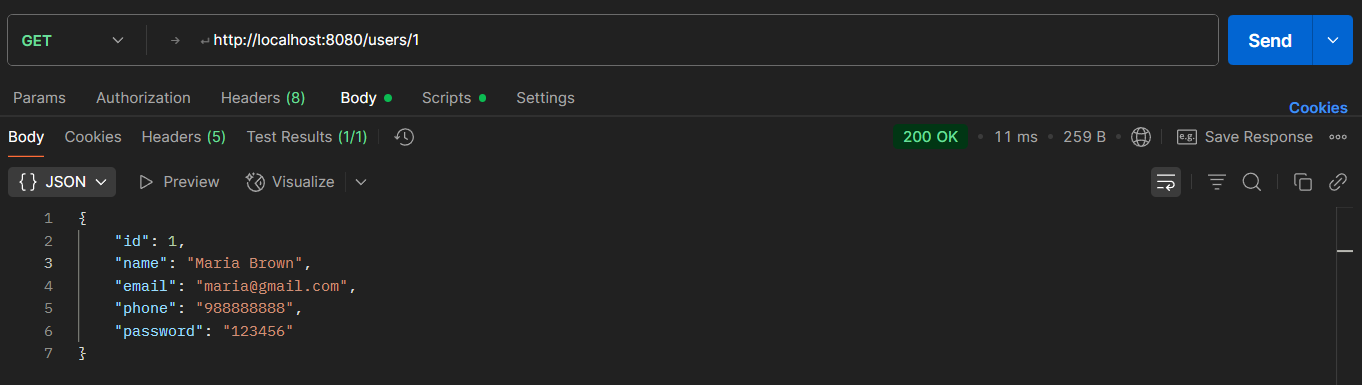 GET → ↵http://localhost:8080/users/1 Send
Params Authorization Headers (8) Body Scripts Settings
Cookies
Body Cookies Headers (5) Test Results (1/1) 200 OK • 11 ms • 259 B e.g. Save Response
{} JSON Preview Visualize
1 {
2 "id": 1,
3 "name": "Maria Brown",
4 "email": "maria@gmail.com",
5 "phone": "988888888",
6 "password": "123456"
7 }